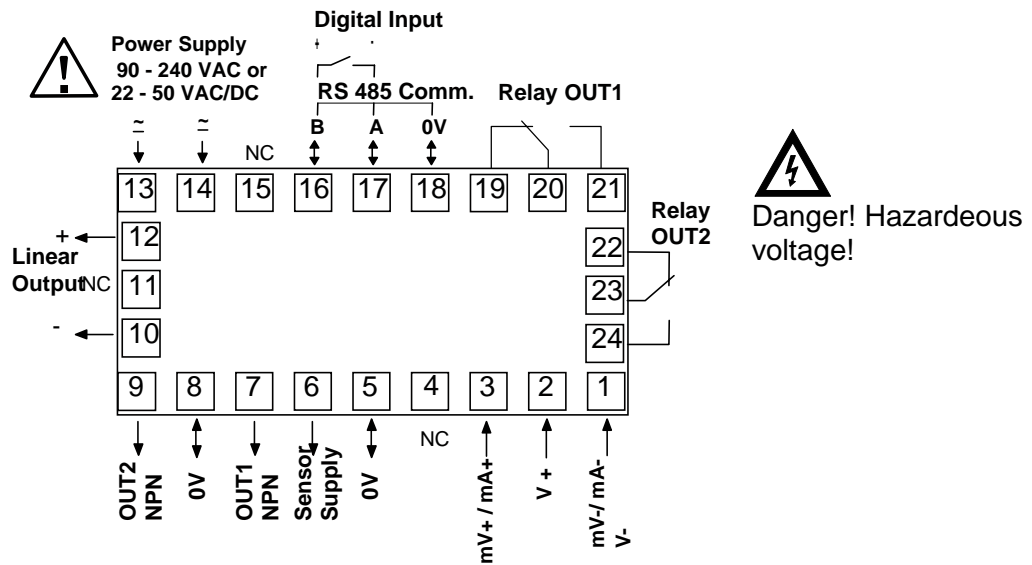 Digital Input
Power Supply
90 - 240 VAC or
22 - 50 VAC/DC
RS 485 Comm.
Relay OUT1
B A 0V
NC
13 14 15 16 17 18 19 20 21
Danger! Hazardeous
voltage!
Relay
OUT2
+
Linear
Output
NC
-
12
11
10
22
23
24
9 8 7 6 5 4 3 2 1
NC
OUT2
NPN
0V
OUT1
NPN
Sensor
Supply
0V
mV+ / mA+
V +
mV-/ mA-
V-